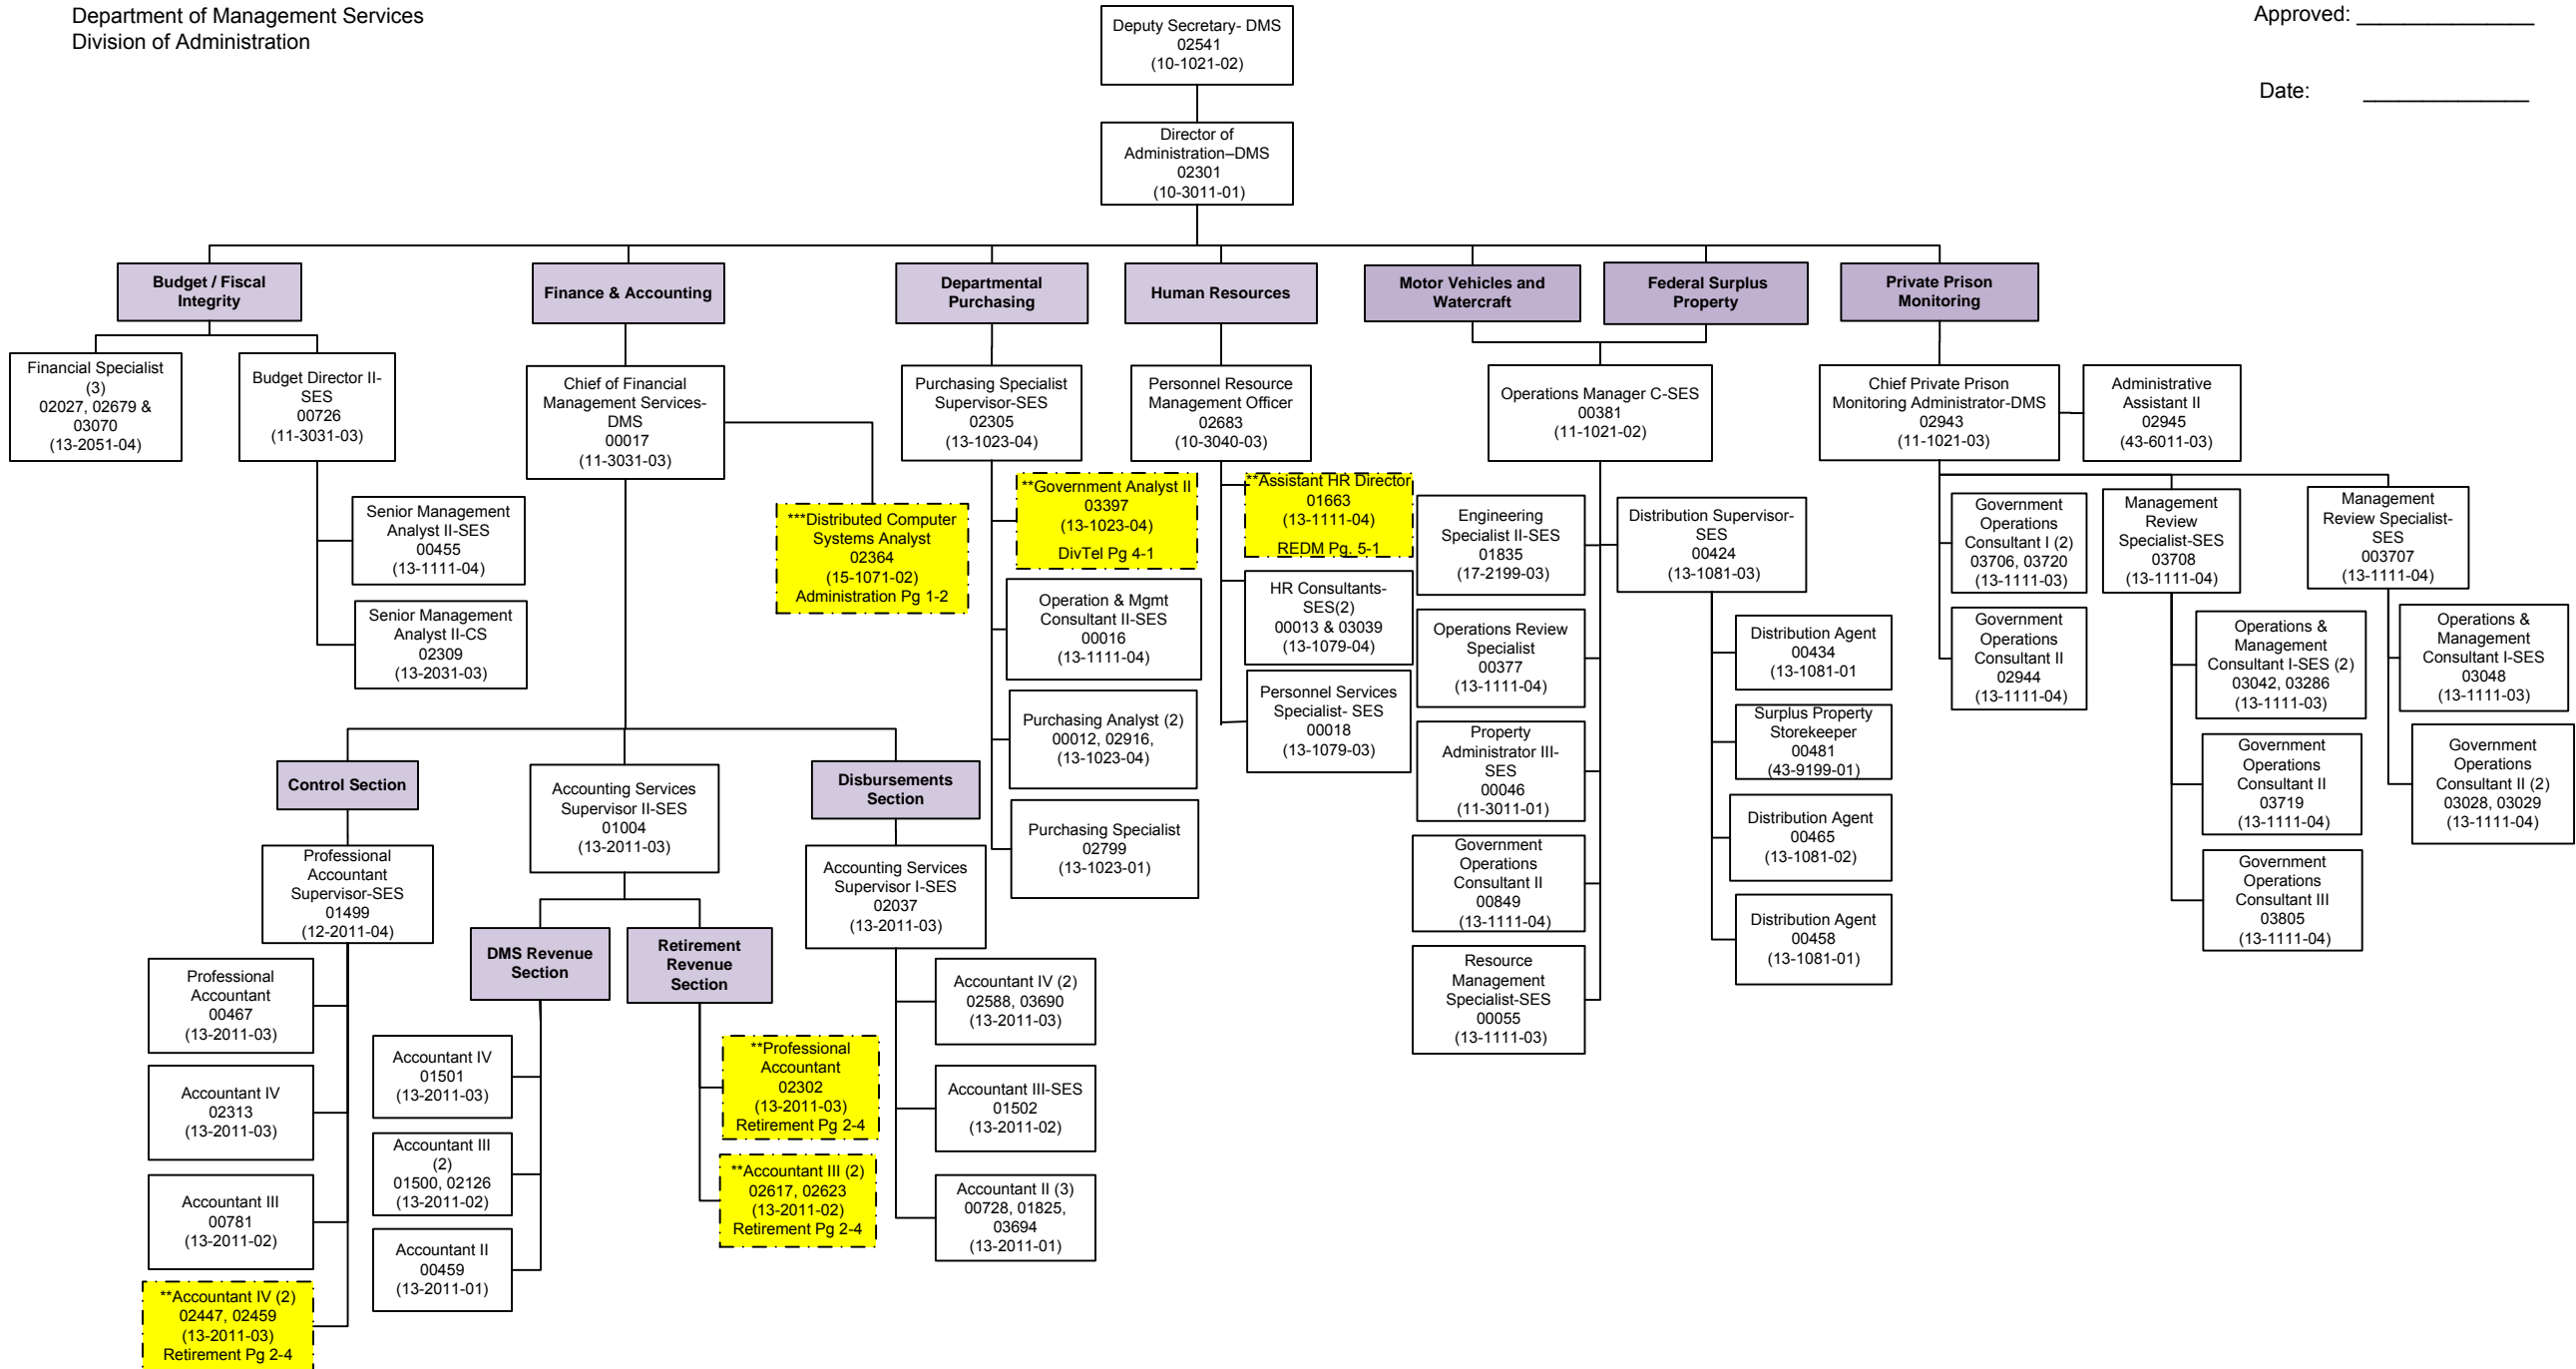 Department of Management Services
Division of Administration
Approved: _______________
Date: ______________
Deputy Secretary- DMS
02541
(10-1021-02)
Director of
Administration–DMS
02301
(10-3011-01)
Budget / Fiscal
Integrity
Finance & Accounting
Departmental
Purchasing
Human Resources
Motor Vehicles and
Watercraft
Federal Surplus
Property
Private Prison
Monitoring
Financial Specialist
(3)
02027, 02679 &
03070
(13-2051-04)
Budget Director II-
SES
00726
(11-3031-03)
Senior Management
Analyst II-SES
00455
(13-1111-04)
Senior Management
Analyst II-CS
02309
(13-2031-03)
Chief of Financial
Management Services-
DMS
00017
(11-3031-03)
***Distributed Computer
Systems Analyst
02364
(15-1071-02)
Administration Pg 1-2
Control Section
Professional
Accountant
Supervisor-SES
01499
(12-2011-04)
Professional
Accountant
00467
(13-2011-03)
Accountant IV
02313
(13-2011-03)
Accountant III
00781
(13-2011-02)
**Accountant IV (2)
02447, 02459
(13-2011-03)
Retirement Pg 2-4
Accounting Services
Supervisor II-SES
01004
(13-2011-03)
DMS Revenue
Section
Accountant IV
01501
(13-2011-03)
Accountant III
(2)
01500, 02126
(13-2011-02)
Accountant II
00459
(13-2011-01)
Retirement
Revenue
Section
**Professional
Accountant
02302
(13-2011-03)
Retirement Pg 2-4
**Accountant III (2)
02617, 02623
(13-2011-02)
Retirement Pg 2-4
Disbursements
Section
Accounting Services
Supervisor I-SES
02037
(13-2011-03)
Accountant IV (2)
02588, 03690
(13-2011-03)
Accountant III-SES
01502
(13-2011-02)
Accountant II (3)
00728, 01825,
03694
(13-2011-01)
Purchasing Specialist
Supervisor-SES
02305
(13-1023-04)
**Government Analyst II
03397
(13-1023-04)
DivTel Pg 4-1
Operation & Mgmt
Consultant II-SES
00016
(13-1111-04)
Purchasing Analyst (2)
00012, 02916,
(13-1023-04)
Purchasing Specialist
02799
(13-1023-01)
Personnel Resource
Management Officer
02683
(10-3040-03)
**Assistant HR Director
01663
(13-1111-04)
REDM Pg. 5-1
HR Consultants-
SES(2)
00013 & 03039
(13-1079-04)
Personnel Services
Specialist- SES
00018
(13-1079-03)
Operations Manager C-SES
00381
(11-1021-02)
Engineering
Specialist II-SES
01835
(17-2199-03)
Operations Review
Specialist
00377
(13-1111-04)
Property
Administrator III-
SES
00046
(11-3011-01)
Government
Operations
Consultant II
00849
(13-1111-04)
Resource
Management
Specialist-SES
00055
(13-1111-03)
Distribution Supervisor-
SES
00424
(13-1081-03)
Distribution Agent
00434
(13-1081-01
Surplus Property
Storekeeper
00481
(43-9199-01)
Distribution Agent
00465
(13-1081-02)
Distribution Agent
00458
(13-1081-01)
Chief Private Prison
Monitoring Administrator-DMS
02943
(11-1021-03)
Administrative
Assistant II
02945
(43-6011-03)
Government
Operations
Consultant I (2)
03706, 03720
(13-1111-03)
Government
Operations
Consultant II
02944
(13-1111-04)
Management
Review
Specialist-SES
03708
(13-1111-04)
Operations &
Management
Consultant I-SES (2)
03042, 03286
(13-1111-03)
Government
Operations
Consultant II
03719
(13-1111-04)
Government
Operations
Consultant III
03805
(13-1111-04)
Management
Review Specialist-
SES
003707
(13-1111-04)
Operations &
Management
Consultant I-SES
03048
(13-1111-03)
Government
Operations
Consultant II (2)
03028, 03029
(13-1111-04)